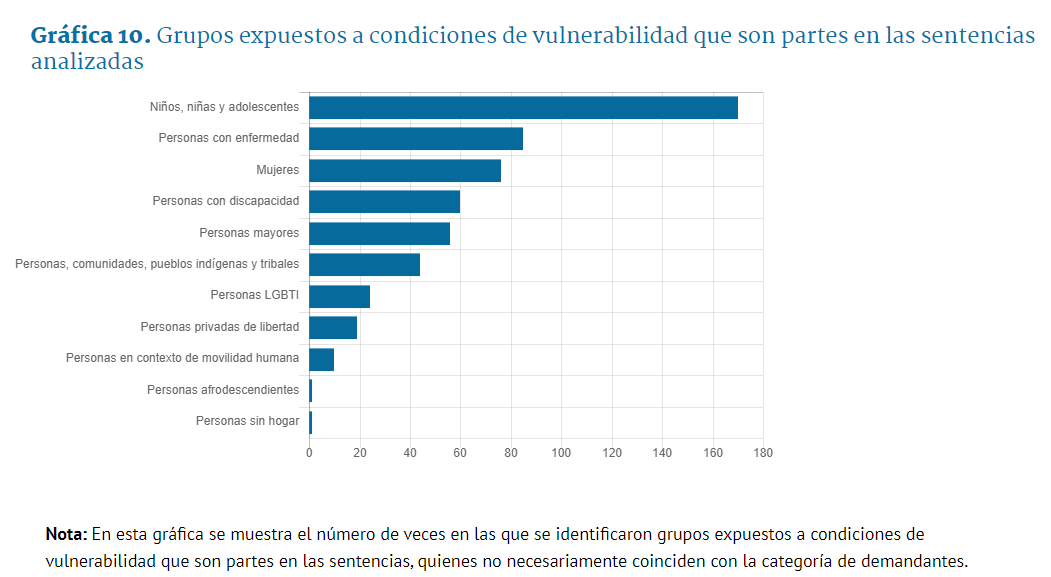 Gráfica 10. Grupos expuestos a condiciones de vulnerabilidad que son partes en las sentencias
analizadas
Niños, niñas y adolescentes
Personas con enfermedad
Mujeres
Personas con discapacidad
Personas mayores
Personas, comunidades, pueblos indígenas y tribales
Personas LGBTI
Personas privadas de libertad
Personas en contexto de movilidad humana
Personas afrodescendientes
Personas sin hogar
0 20 40 60 80 100 120 140 160 180
Nota: En esta gráfica se muestra el número de veces en las que se identificaron grupos expuestos a condiciones de
vulnerabilidad que son partes en las sentencias, quienes no necesariamente coinciden con la categoría de demandantes.